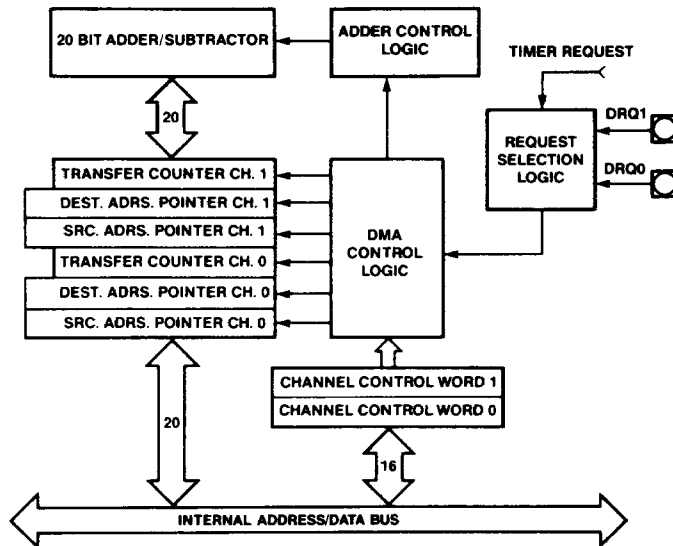 20 BIT ADDER/SUBTRACTOR
ADDER CONTROL
LOGIC
TIMER REQUEST
20
DRQ1
REQUEST
SELECTION
LOGIC
DRQ0
TRANSFER COUNTER CH. 1
DEST. ADRS. POINTER CH. 1
SRC. ADRS. POINTER CH. 1
TRANSFER COUNTER CH. 0
DEST. ADRS. POINTER CH. 0
SRC. ADRS. POINTER CH. 0
DMA
CONTROL
LOGIC
CHANNEL CONTROL WORD 1
CHANNEL CONTROL WORD 0
20
16
INTERNAL ADDRESS/DATA BUS